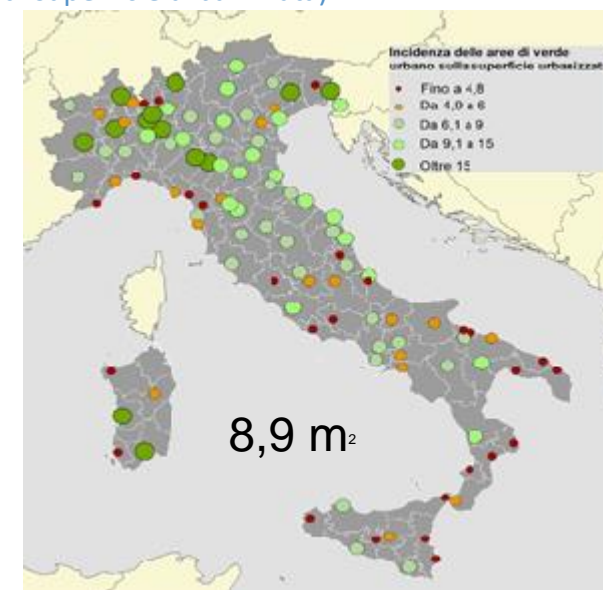 Incidenza delle aree di verde
urbano sulla superficie urbanizzat
Fino a 4,8
Da 4,9 a 6
Da 6,1 a 9
Da 9,1 a 15
Oltre 15
8,9 m²